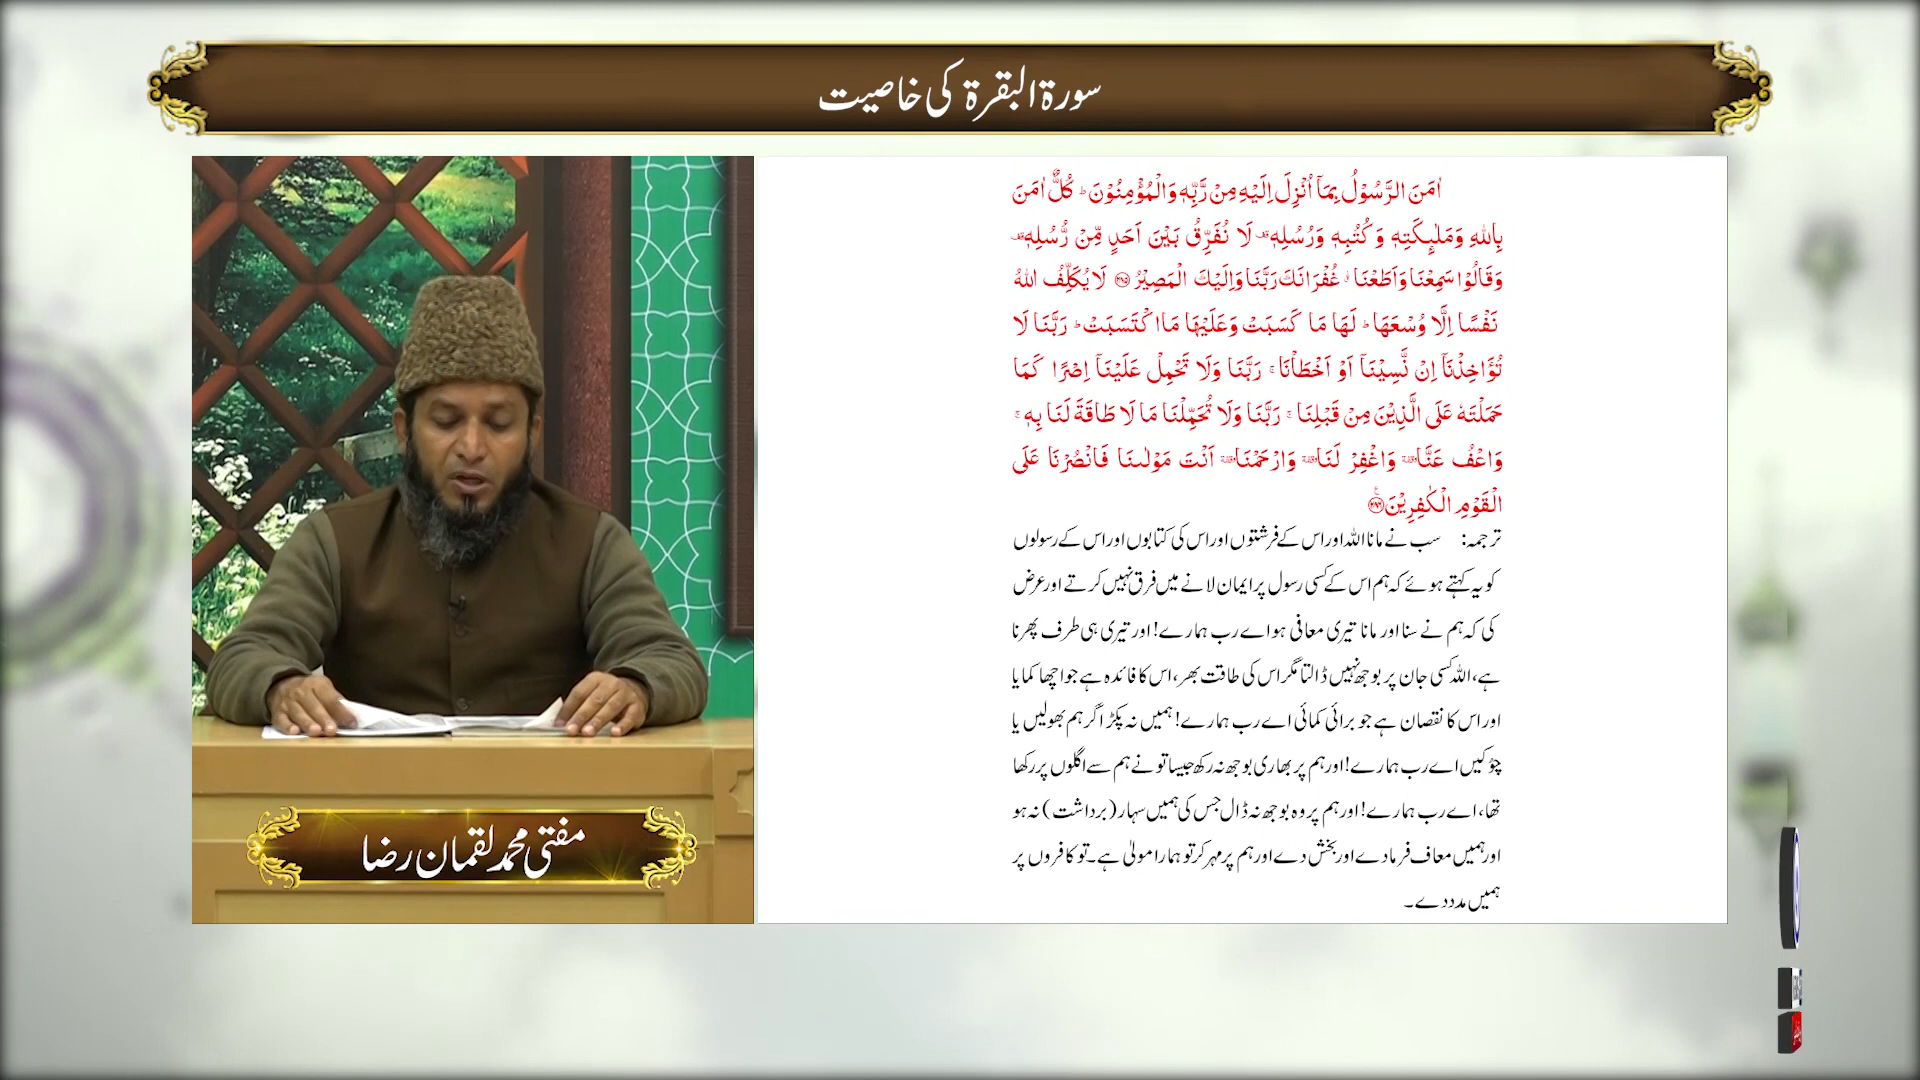 سورۃ البقرۃ کی خاصیت
اٰمَنَ الرَّسُوْلُ بِمَاۤ اُنْزِلَ اِلَیْهِ مِنْ رَّبِّهٖ وَ الْمُؤْمِنُوْنَؕ کُلٌّ اٰمَنَ
بِاللّٰهِ وَ مَلٰٓىِٕکَتِهٖ وَ کُتُبِهٖ وَ رُسُلِهٖ۫ لَا نُفَرِّقُ بَیْنَ اَحَدٍ مِّنْ رُّسُلِهٖ۫
وَ قَالُوْا سَمِعْنَا وَ اَطَعْنَا٘ غُفْرَانَکَ رَبَّنَا وَ اِلَیْکَ الْمَصِیْرُ﴿۲۸۵﴾ لَا یُکَلِّفُ اللّٰهُ
نَفْسًا اِلَّا وُسْعَهَاؕ لَهَا مَا کَسَبَتْ وَ عَلَیْهَا مَا اکْتَسَبَتْؕ رَبَّنَا لَا
تُؤَاخِذْنَاۤ اِنْ نَّسِیْنَاۤ اَوْ اَخْطَاْنَاۚ رَبَّنَا وَ لَا تَحْمِلْ عَلَیْنَاۤ اِصْرًا کَمَا
حَمَلْتَهٗ عَلَی الَّذِیْنَ مِنْ قَبْلِنَاۚ رَبَّنَا وَ لَا تُحَمِّلْنَا مَا لَا طَاقَةَ لَنَا بِهٖۚ
وَ اعْفُ عَنَّاٙ وَ اغْفِرْ لَنَاٙ وَ ارْحَمْنَاٙ اَنْتَ مَوْلٰىنَا فَانْصُرْنَا عَلَی
الْقَوْمِ الْکٰفِرِیْنَ﴿۲۸۶﴾
ترجمہ: سب نے مانا اللہ اور اس کے فرشتوں اور اس کی کتابوں اور اس کے رسولوں
کو یہ کہتے ہوئے کہ ہم اس کے کسی رسول پر ایمان لانے میں فرق نہیں کرتے اور عرض
کی کہ ہم نے سنا اور مانا تیری معافی ہو اے رب ہمارے! اور تیری ہی طرف پھرنا
ہے، اللہ کسی جان پر بوجھ نہیں ڈالتا مگر اس کی طاقت بھر، اس کا فائدہ ہے جو اچھا کمایا
اور اس کا نقصان ہے جو برائی کمائی اے رب ہمارے! ہمیں نہ پکڑ اگر ہم بھولیں یا
چوٗکیں اے رب ہمارے! اور ہم پر بھاری بوجھ نہ رکھ جیسا تو نے ہم سے اگلوں پر رکھا
تھا، اے رب ہمارے! اور ہم پر وہ بوجھ نہ ڈال جس کی ہمیں سہار (برداشت) نہ ہو
اور ہمیں معاف فرما دے اور بخش دے اور ہم پر مہر کر تو ہمارا مولیٰ ہے۔ تو کافروں پر
ہمیں مدد دے۔
مفتی محمد لقمان رضا